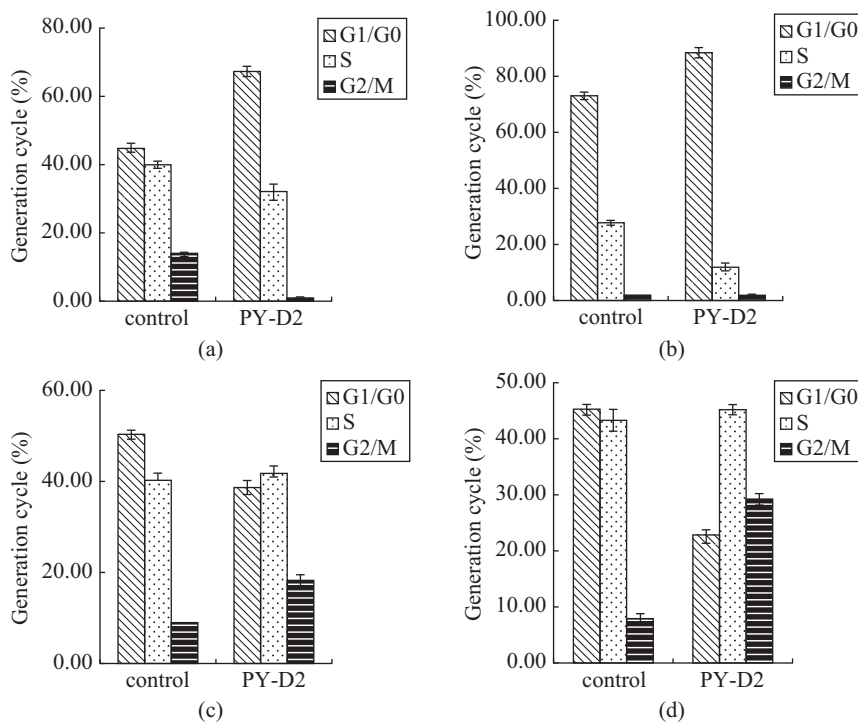 80.00
60.00
40.00
20.00
0.00
Generation cycle (%)
control
PY-D2
G1/G0
S
G2/M
(a)
100.00
80.00
60.00
40.00
20.00
0.00
Generation cycle (%)
control
PY-D2
G1/G0
S
G2/M
(b)
60.00
40.00
20.00
0.00
Generation cycle (%)
control
PY-D2
G1/G0
S
G2/M
(c)
50.00
40.00
30.00
20.00
10.00
0.00
Generation cycle (%)
control
PY-D2
G1/G0
S
G2/M
(d)